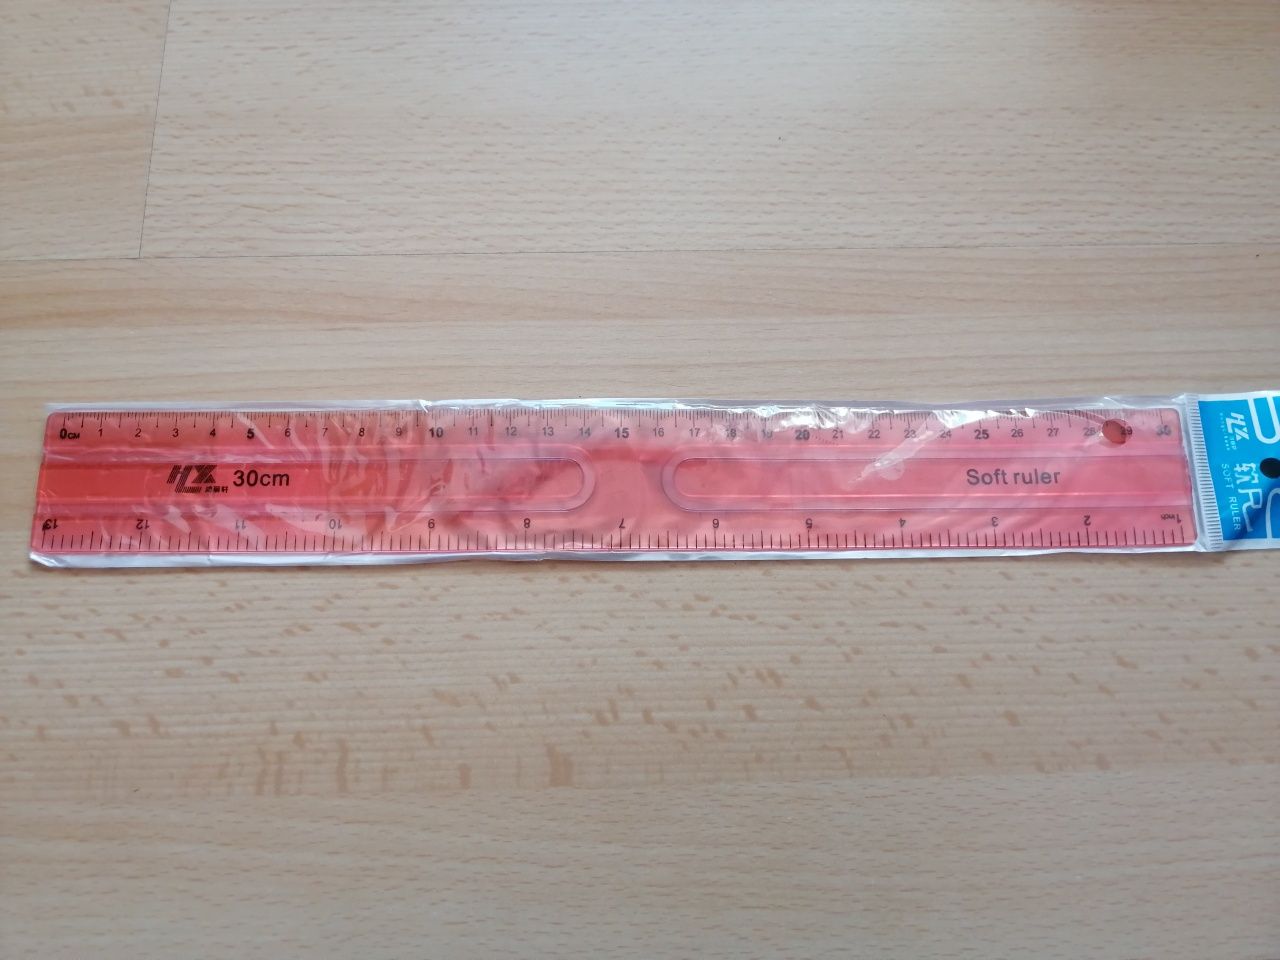 0CM 1 2 3 4 5 6 7 8 9 10 11 12 13 14 15 16 17 18 19 20 21 22 23 24 25 26 27 28 29 30
HX 30cm
Soft ruler
13 12 11 10 9 8 7 6 5 4 3 2 1inch
HX
软尺
SOFT RULER